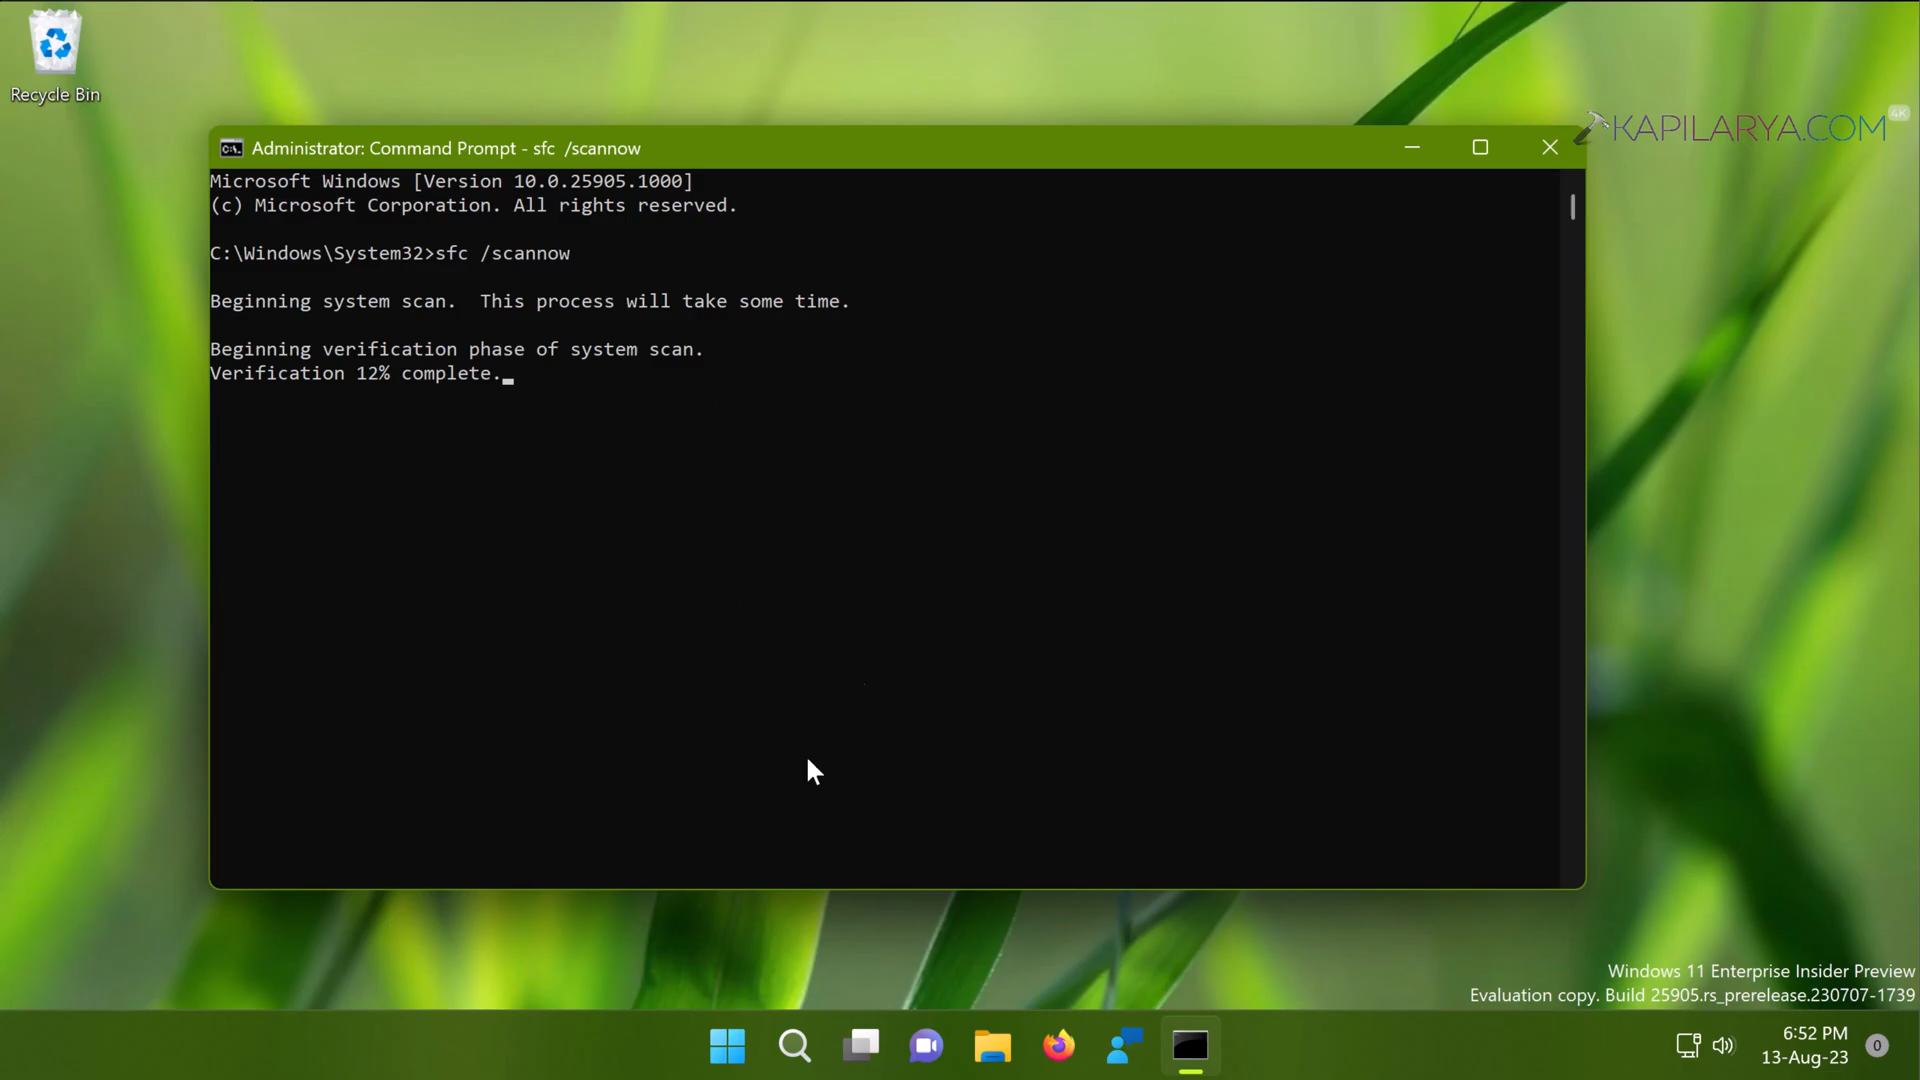 Recycle Bin
4K
KAPILARYA.COM
Administrator: Command Prompt - sfc  /scannow
Microsoft Windows [Version 10.0.25905.1000]
(c) Microsoft Corporation. All rights reserved.
C:\Windows\System32>sfc /scannow
Beginning system scan.  This process will take some time.
Beginning verification phase of system scan.
Verification 12% complete.
Windows 11 Enterprise Insider Preview
Evaluation copy. Build 25905.rs_prerelease.230707-1739
6:52 PM
13-Aug-23
0